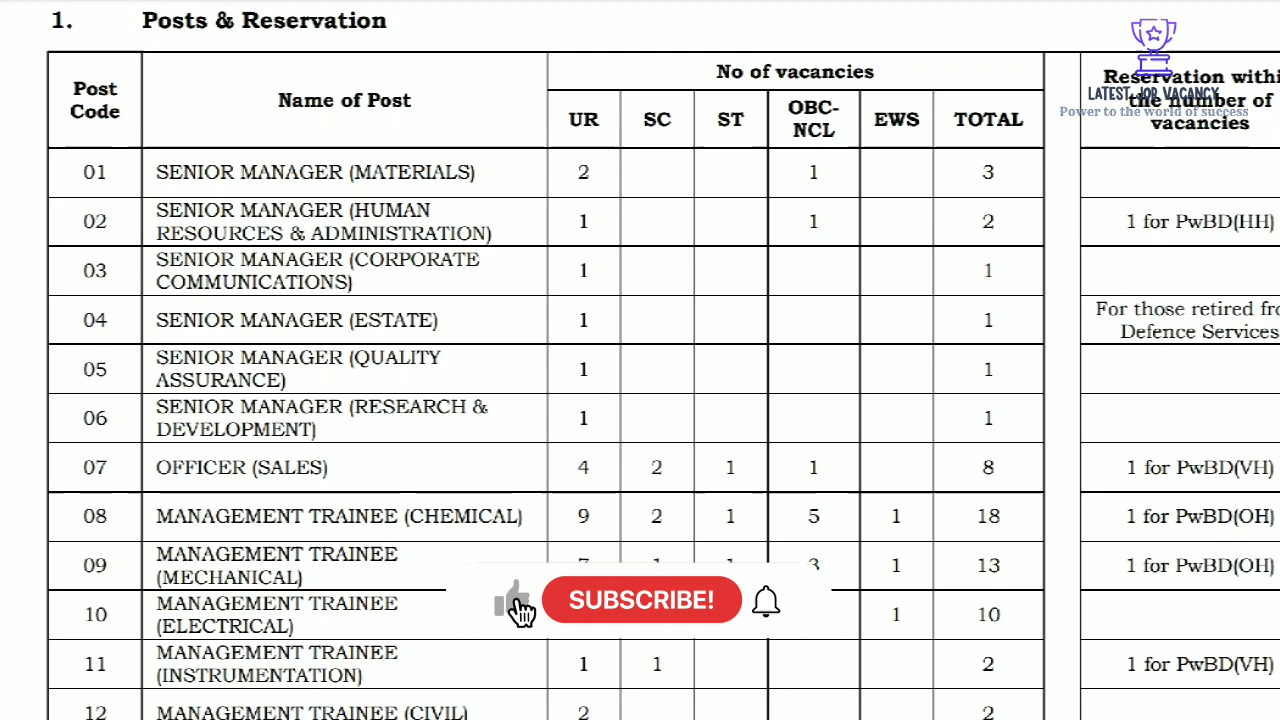 1. Posts & Reservation
Post Code Name of Post No of vacancies Reservation within the number of vacancies
UR SC ST OBC-NCL EWS TOTAL
LATEST JOB VACANCY
Power to the world of success
01 SENIOR MANAGER (MATERIALS) 2 1 3
02 SENIOR MANAGER (HUMAN RESOURCES & ADMINISTRATION) 1 1 2 1 for PwBD(HH)
03 SENIOR MANAGER (CORPORATE COMMUNICATIONS) 1 1
04 SENIOR MANAGER (ESTATE) 1 1 For those retired Defence Services
05 SENIOR MANAGER (QUALITY ASSURANCE) 1 1
06 SENIOR MANAGER (RESEARCH & DEVELOPMENT) 1 1
07 OFFICER (SALES) 4 2 1 1 8 1 for PwBD(VH)
08 MANAGEMENT TRAINEE (CHEMICAL) 9 2 1 5 1 18 1 for PwBD(OH)
09 MANAGEMENT TRAINEE (MECHANICAL) 1 13 1 for PwBD(OH)
SUBSCRIBE!
10 MANAGEMENT TRAINEE (ELECTRICAL) 1 10
11 MANAGEMENT TRAINEE (INSTRUMENTATION) 1 1 2 1 for PwBD(VH)
12 MANAGEMENT TRAINEE (CIVIL) 2 2